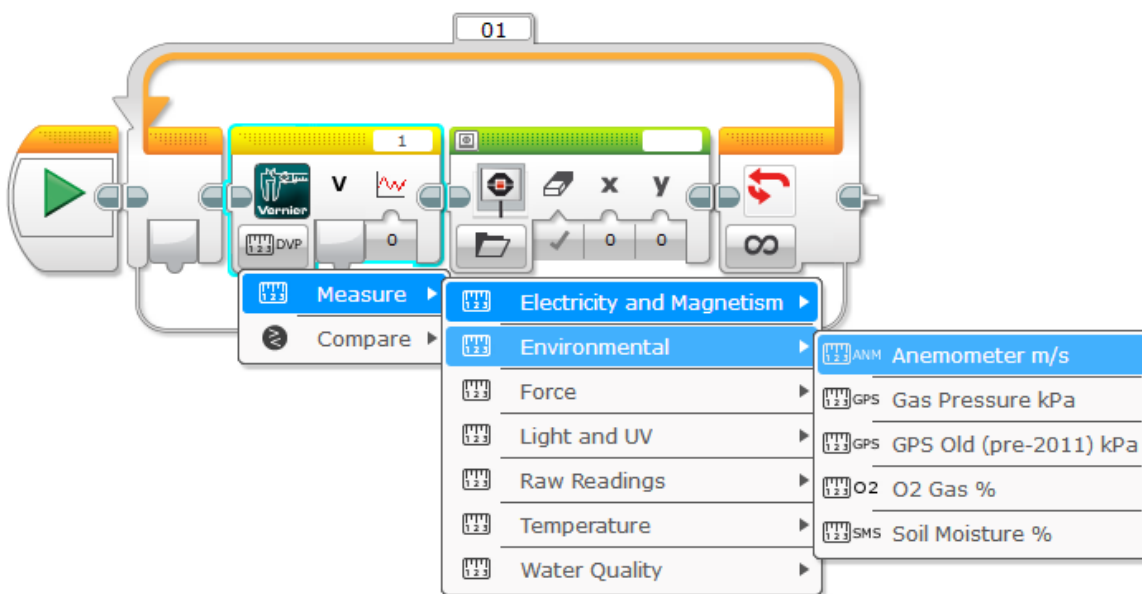 01
1
Vernier
V
x
y
DVP
0
0
0
Measure
Compare
Electricity and Magnetism
Environmental
Force
Light and UV
Raw Readings
Temperature
Water Quality
ANM Anemometer m/s
GPS Gas Pressure kPa
GPS GPS Old (pre-2011) kPa
O2 O2 Gas %
SMS Soil Moisture %